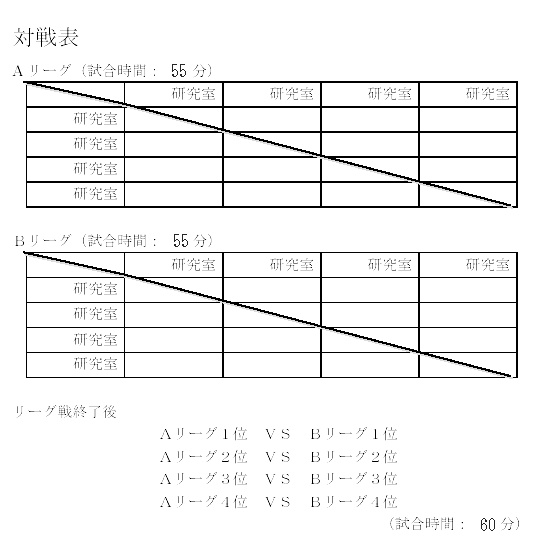 対戦表
Aリーグ（試合時間： 55 分）
研究室 研究室 研究室 研究室
研究室
研究室
研究室
研究室
Bリーグ（試合時間： 55 分）
研究室 研究室 研究室 研究室
研究室
研究室
研究室
研究室
リーグ戦終了後
Aリーグ1位 VS Bリーグ1位
Aリーグ2位 VS Bリーグ2位
Aリーグ3位 VS Bリーグ3位
Aリーグ4位 VS Bリーグ4位
（試合時間： 60 分）